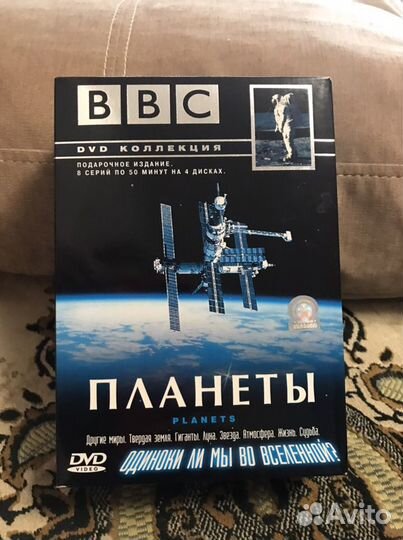 BBC
DVD КОЛЛЕКЦИЯ
ПОДАРОЧНОЕ ИЗДАНИЕ.
8 СЕРИЙ ПО 50 МИНУТ НА 4 ДИСКАХ.
ПЛАНЕТЫ
PLANETS
Другие миры. Твердая земля. Гиганты. Луна. Звезда. Атмосфера. Жизнь. Судьба.
ОДИНОКИ ЛИ МЫ ВО ВСЕЛЕННОЙ?
DVD
VIDEO
Avito